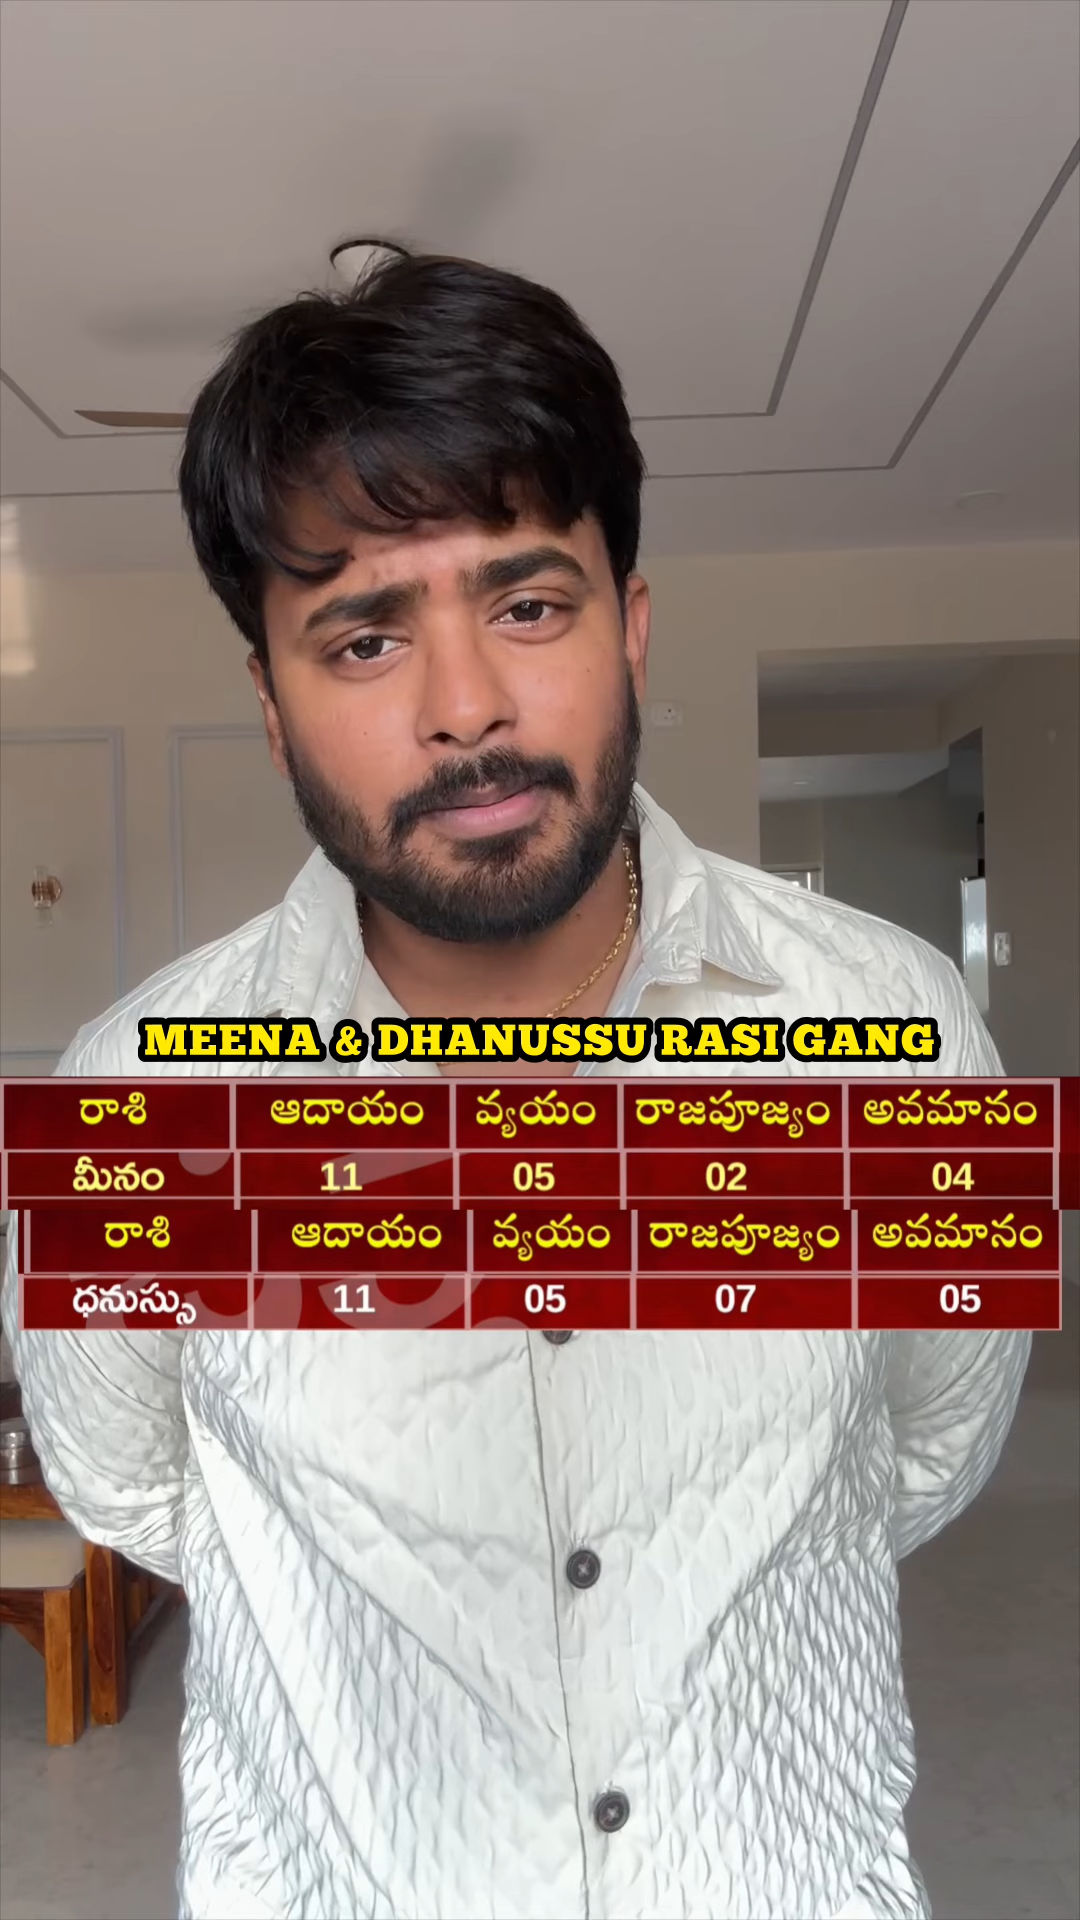 MEENA & DHANUSSU RASI GANG
రాశి ఆదాయం వ్యయం రాజపూజ్యం అవమానం
మీనం 11 05 02 04
రాశి ఆదాయం వ్యయం రాజపూజ్యం అవమానం
ధనుస్సు 11 05 07 05